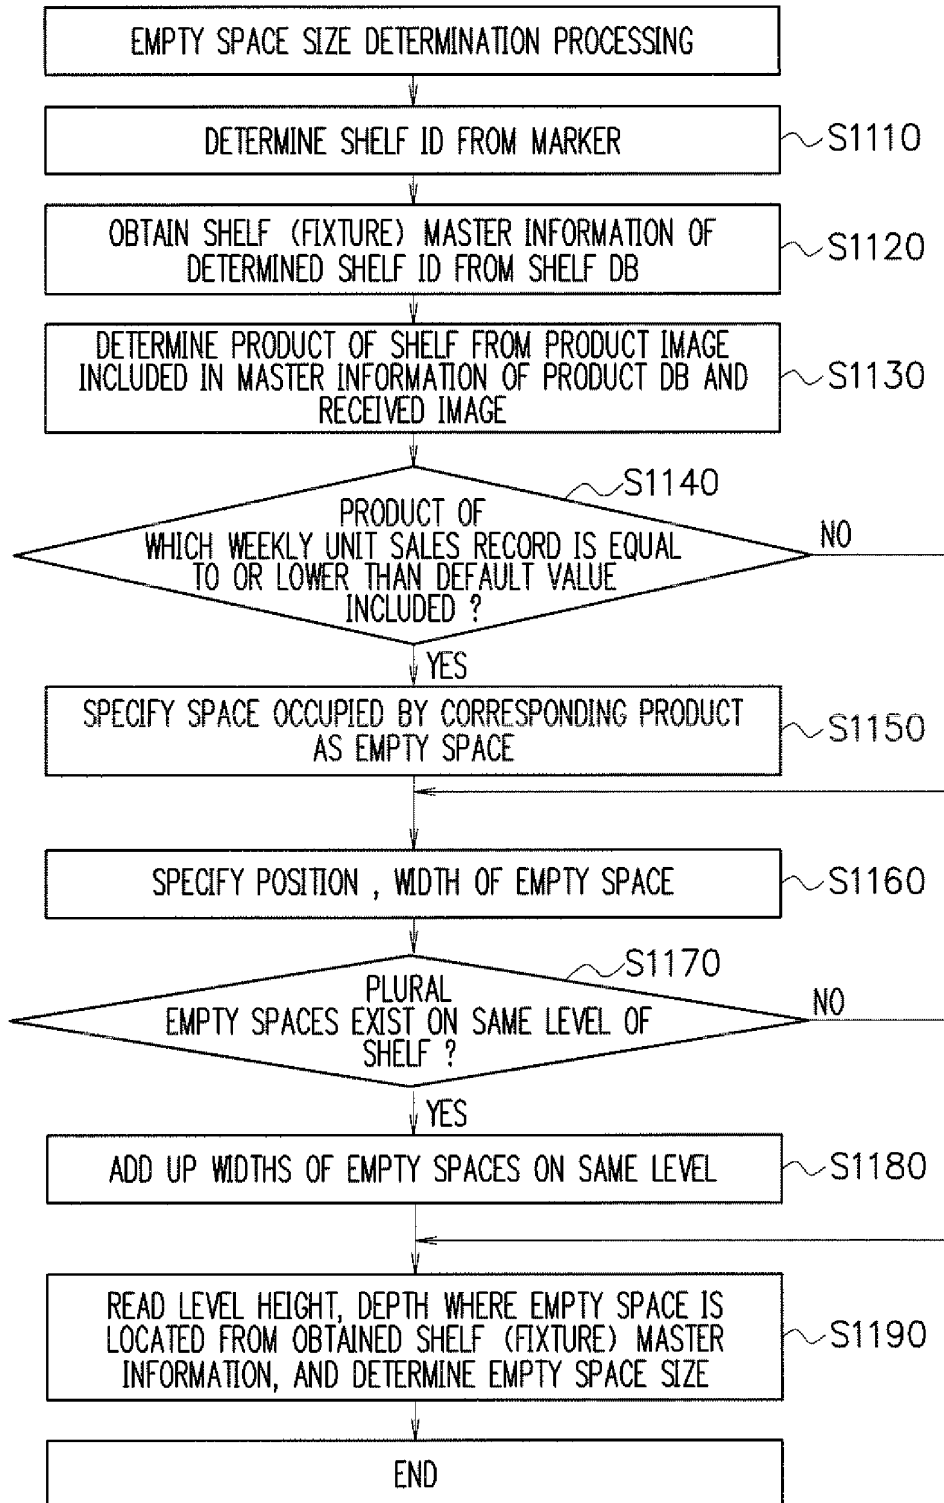 EMPTY SPACE SIZE DETERMINATION PROCESSING
DETERMINE SHELF ID FROM MARKER
S1110
OBTAIN SHELF (FIXTURE) MASTER INFORMATION OF
DETERMINED SHELF ID FROM SHELF DB
S1120
DETERMINE PRODUCT OF SHELF FROM PRODUCT IMAGE
INCLUDED IN MASTER INFORMATION OF PRODUCT DB AND
RECEIVED IMAGE
S1130
S1140
PRODUCT OF
WHICH WEEKLY UNIT SALES RECORD IS EQUAL
TO OR LOWER THAN DEFAULT VALUE
INCLUDED ?
NO
YES
SPECIFY SPACE OCCUPIED BY CORRESPONDING PRODUCT
AS EMPTY SPACE
S1150
SPECIFY POSITION , WIDTH OF EMPTY SPACE
S1160
S1170
PLURAL
EMPTY SPACES EXIST ON SAME LEVEL OF
SHELF ?
NO
YES
ADD UP WIDTHS OF EMPTY SPACES ON SAME LEVEL
S1180
READ LEVEL HEIGHT, DEPTH WHERE EMPTY SPACE IS
LOCATED FROM OBTAINED SHELF (FIXTURE) MASTER
INFORMATION, AND DETERMINE EMPTY SPACE SIZE
S1190
END